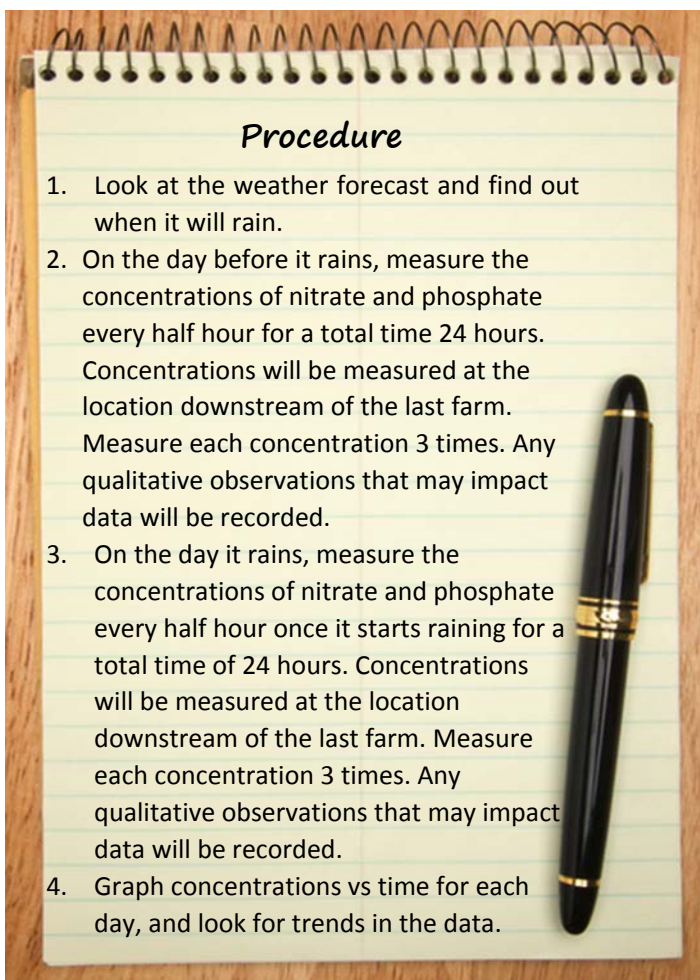 Procedure
1. Look at the weather forecast and find out
when it will rain.
2. On the day before it rains, measure the
concentrations of nitrate and phosphate
every half hour for a total time 24 hours.
Concentrations will be measured at the
location downstream of the last farm.
Measure each concentration 3 times. Any
qualitative observations that may impact
data will be recorded.
3. On the day it rains, measure the
concentrations of nitrate and phosphate
every half hour once it starts raining for a
total time of 24 hours. Concentrations
will be measured at the location
downstream of the last farm. Measure
each concentration 3 times. Any
qualitative observations that may impact
data will be recorded.
4. Graph concentrations vs time for each
day, and look for trends in the data.